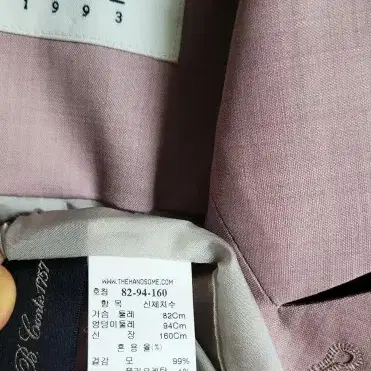 1993
WWW.THEHANDSOME.COM
호칭 82-94-160
항목 신체치수
가슴 둘레 82Cm
엉덩이둘레 94Cm
신 장 160Cm
혼 용 율(%)
겉감 모 99%